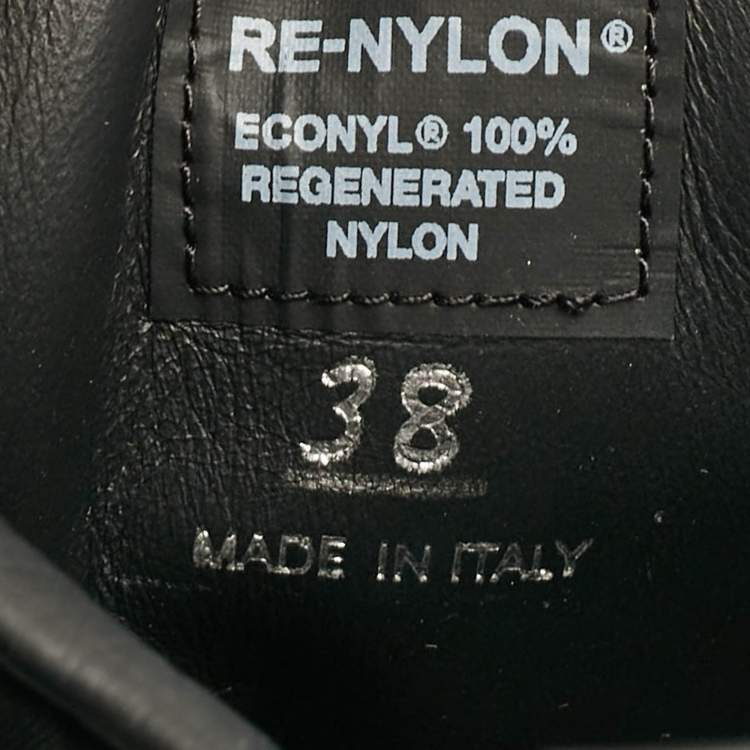 RE-NYLON®
ECONYL® 100%
REGENERATED
NYLON
38
MADE IN ITALY